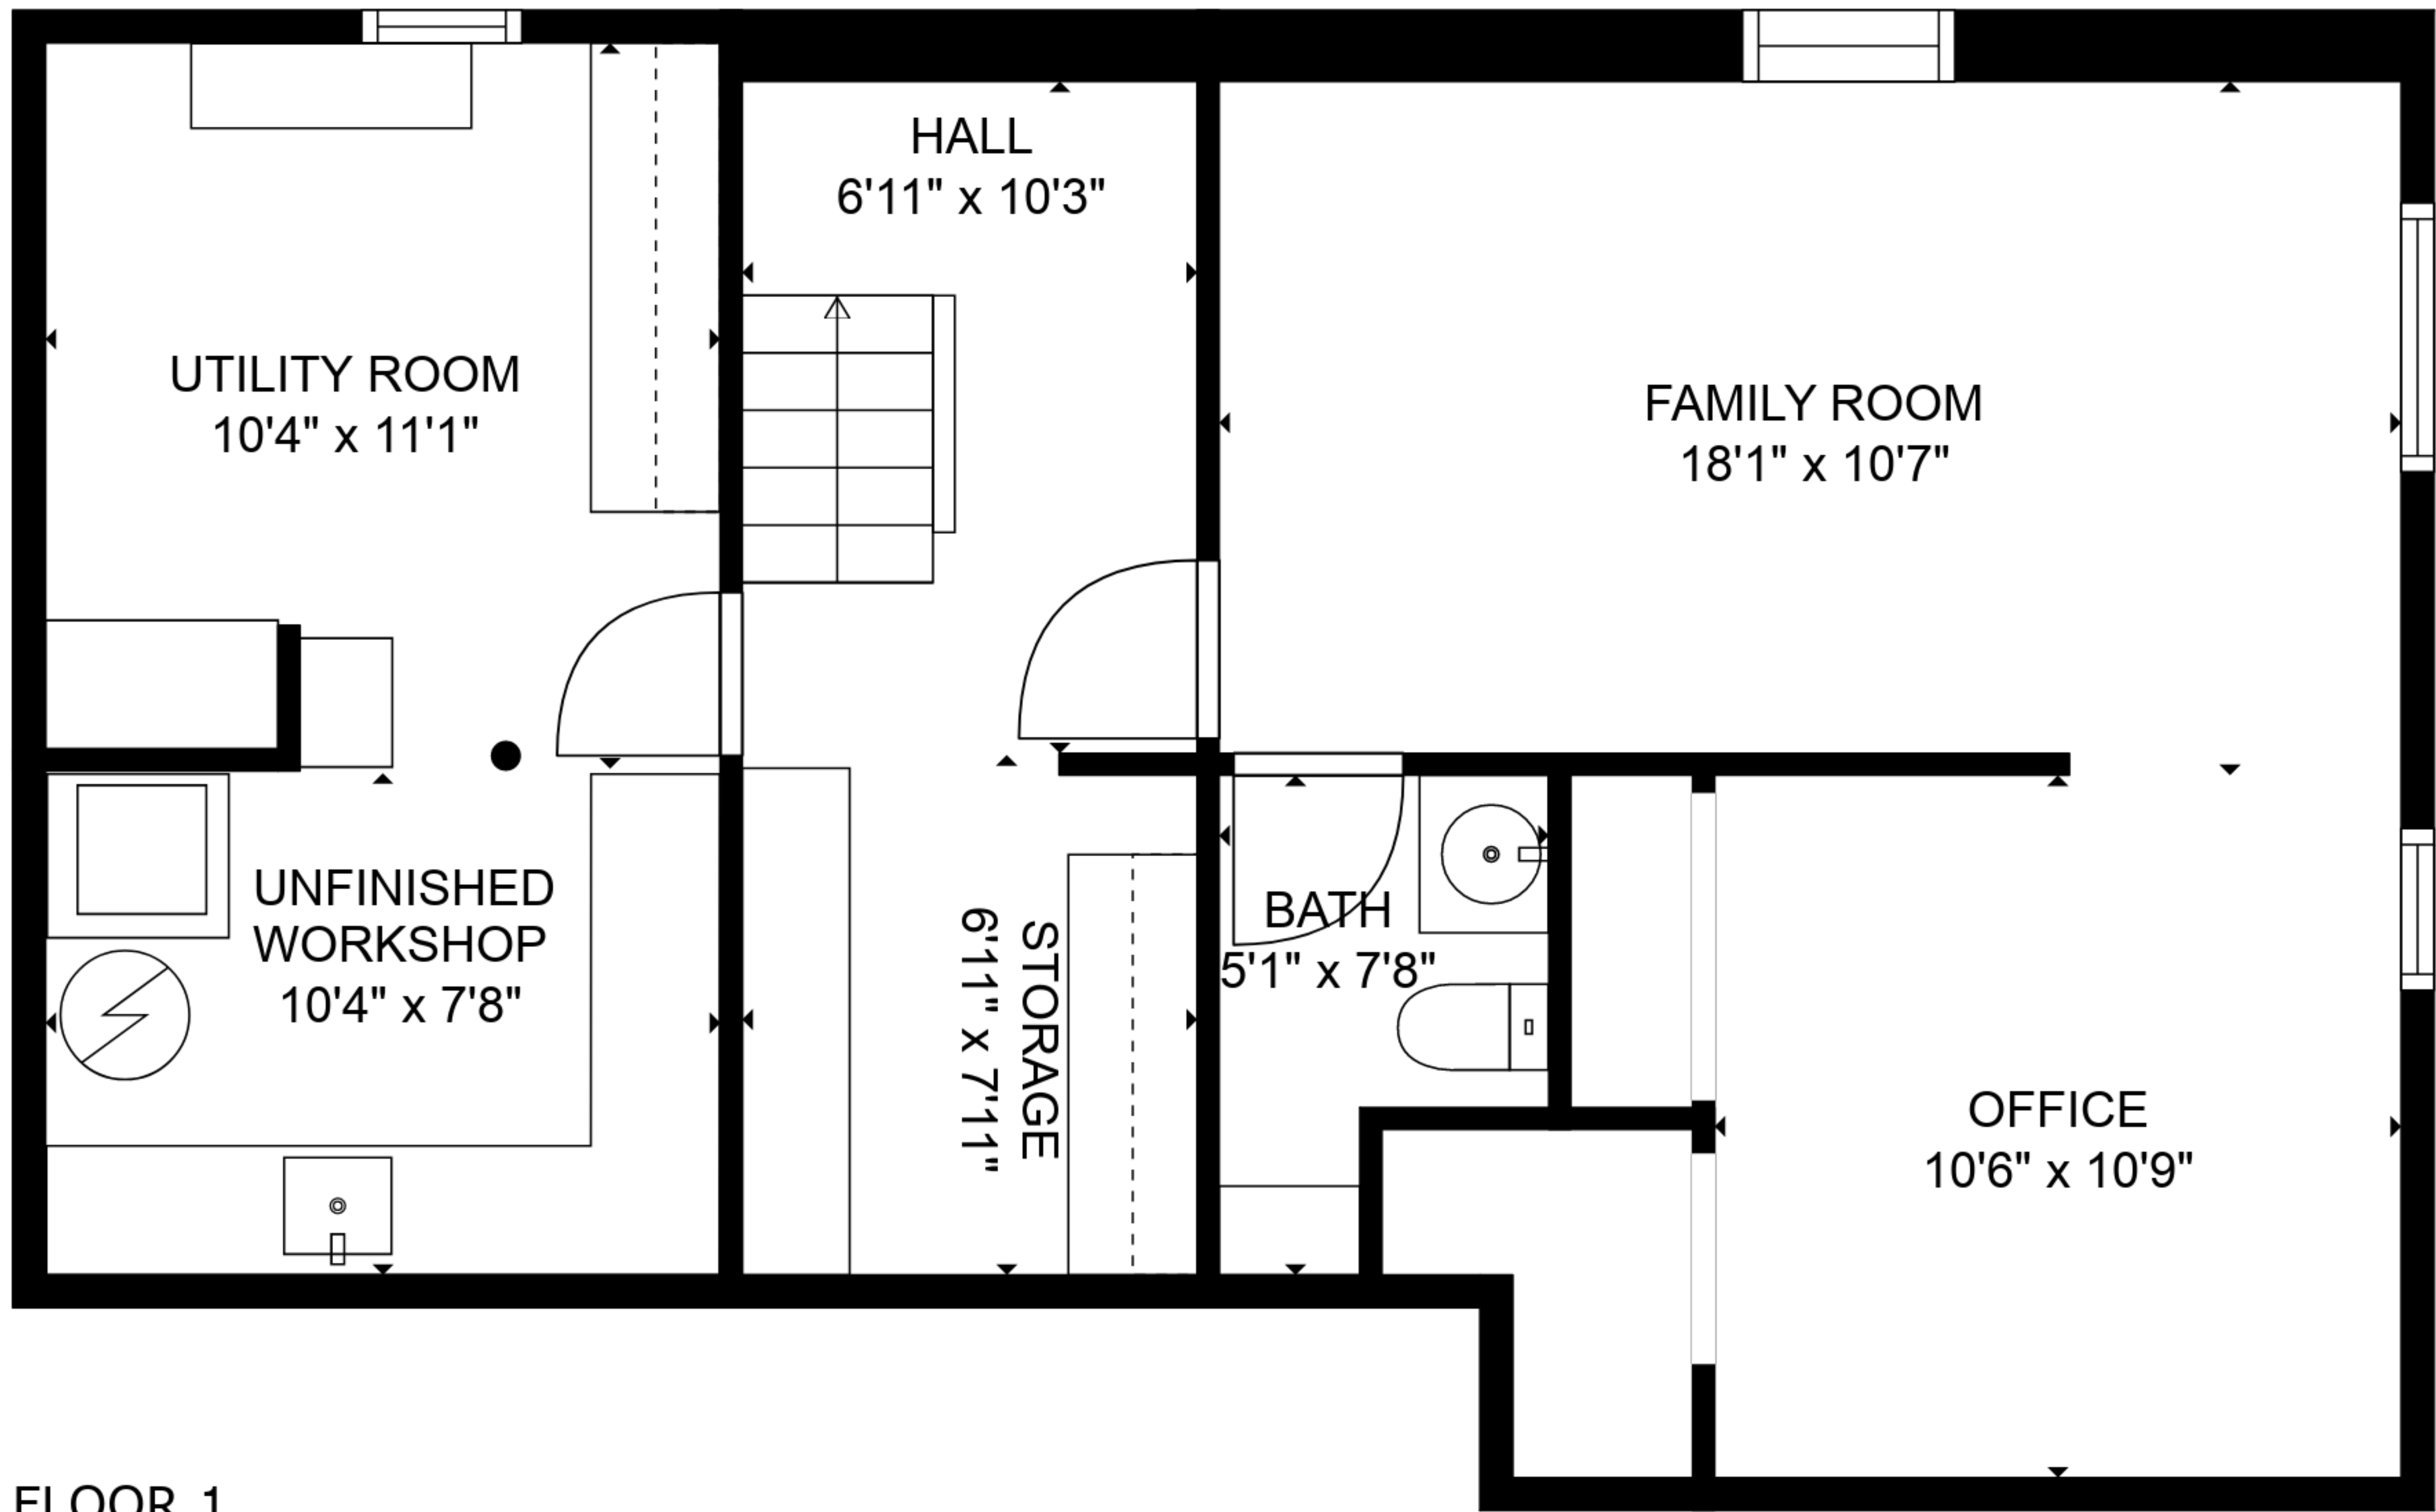 HALL
6'11" x 10'3"
UTILITY ROOM
10'4" x 11'1"
FAMILY ROOM
18'1" x 10'7"
UNFINISHED
WORKSHOP
10'4" x 7'8"
STORAGE
6'11" x 7'11"
BATH
5'1" x 7'8"
OFFICE
10'6" x 10'9"
FLOOR 1